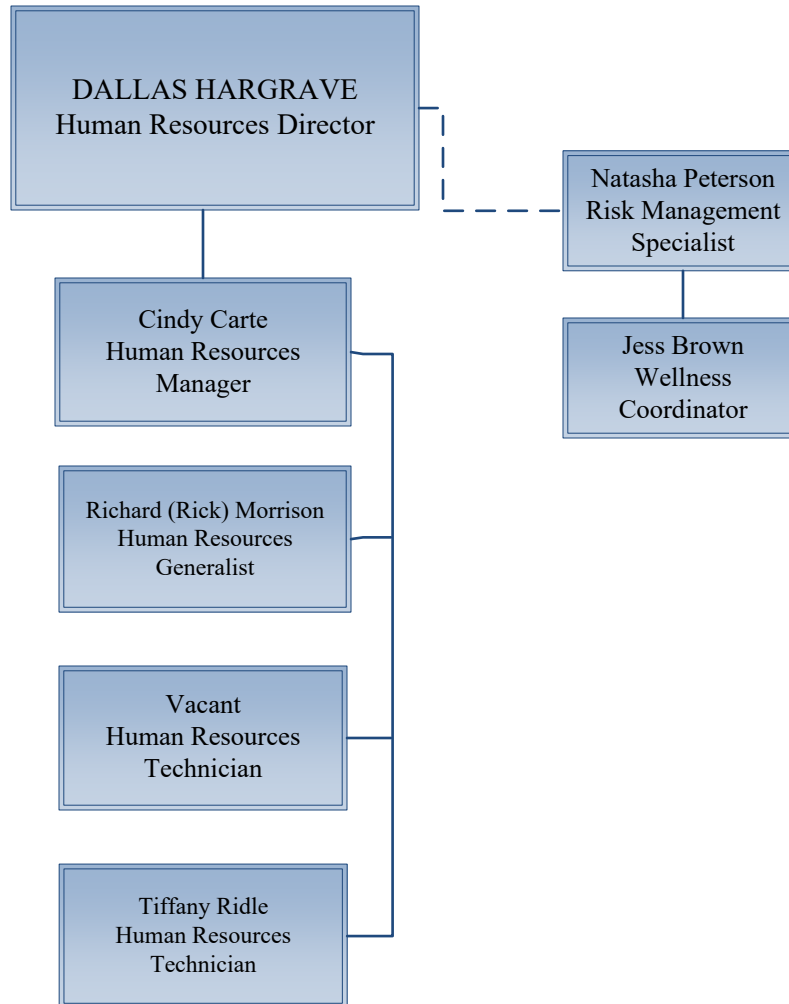 DALLAS HARGRAVE
Human Resources Director
Natasha Peterson
Risk Management
Specialist
Cindy Carte
Human Resources
Manager
Jess Brown
Wellness
Coordinator
Richard (Rick) Morrison
Human Resources
Generalist
Vacant
Human Resources
Technician
Tiffany Ridle
Human Resources
Technician